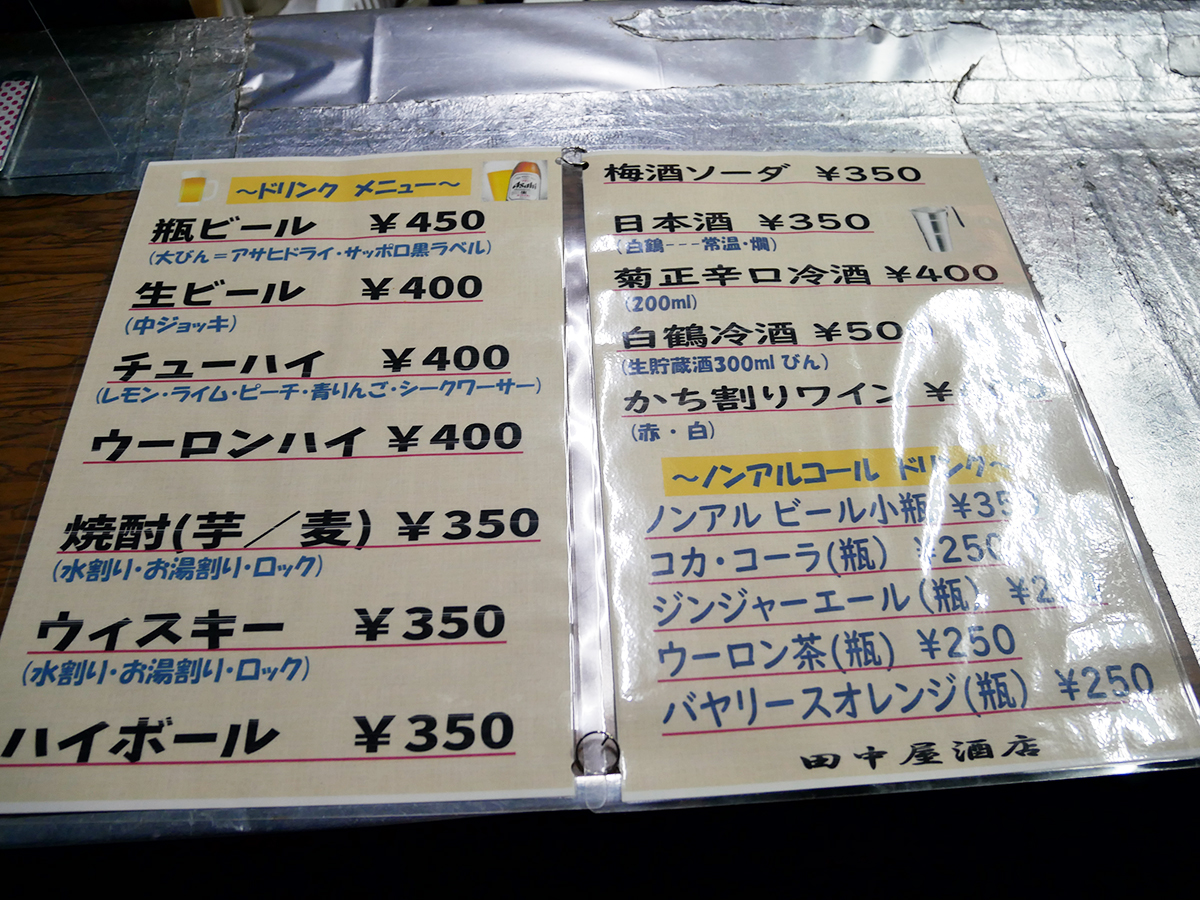 ～ドリンク メニュー～
Asahi
瓶ビール ￥450
(大びん＝アサヒドライ・サッポロ黒ラベル)
生ビール ￥400
(中ジョッキ)
チューハイ ￥400
(レモン・ライム・ピーチ・青りんご・シークワーサー)
ウーロンハイ ￥400
焼酎(芋／麦) ￥350
(水割り・お湯割り・ロック)
ウィスキー ￥350
(水割り・お湯割り・ロック)
ハイボール ￥350
梅酒ソーダ ￥350
日本酒 ￥350
(白鶴---常温・燗)
菊正辛口冷酒 ￥400
(200ml)
白鶴冷酒 ￥500
(生貯蔵酒300ml びん)
かち割りワイン ￥
(赤・白)
～ノンアルコール ドリンク～
ノンアル ビール小瓶 ￥350
コカ・コーラ(瓶) ￥250
ジンジャーエール(瓶) ￥2
ウーロン茶(瓶) ￥250
バヤリースオレンジ(瓶) ￥250
田中屋酒店